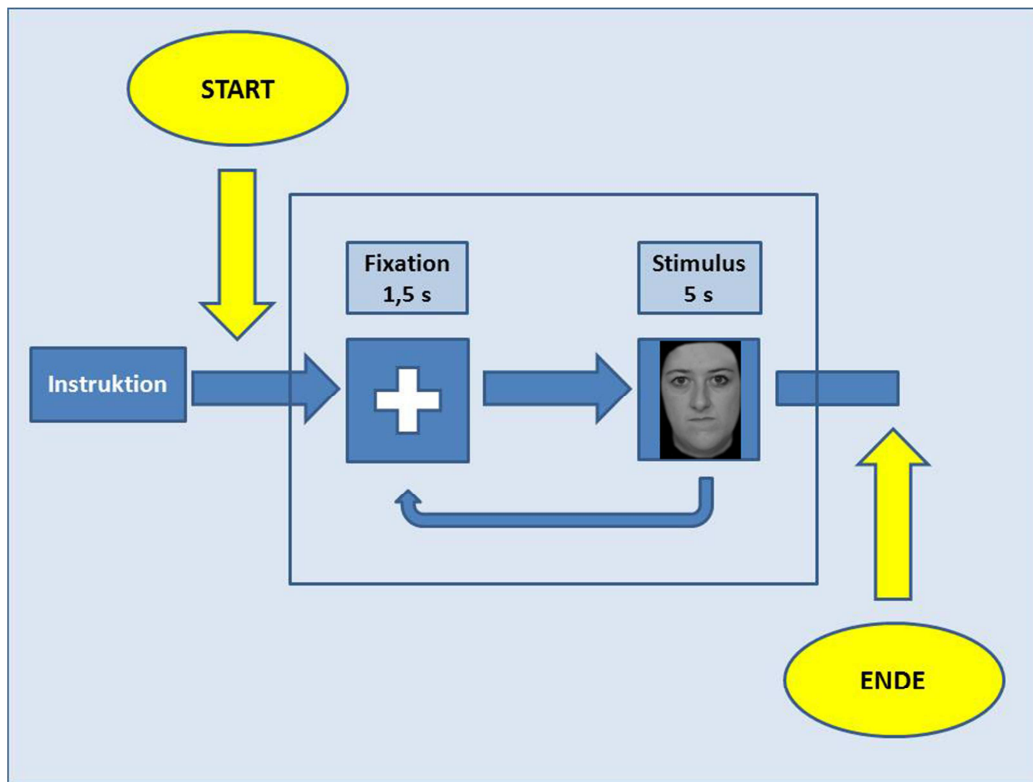 START
Fixation
1,5 s
Stimulus
5 s
Instruktion
ENDE